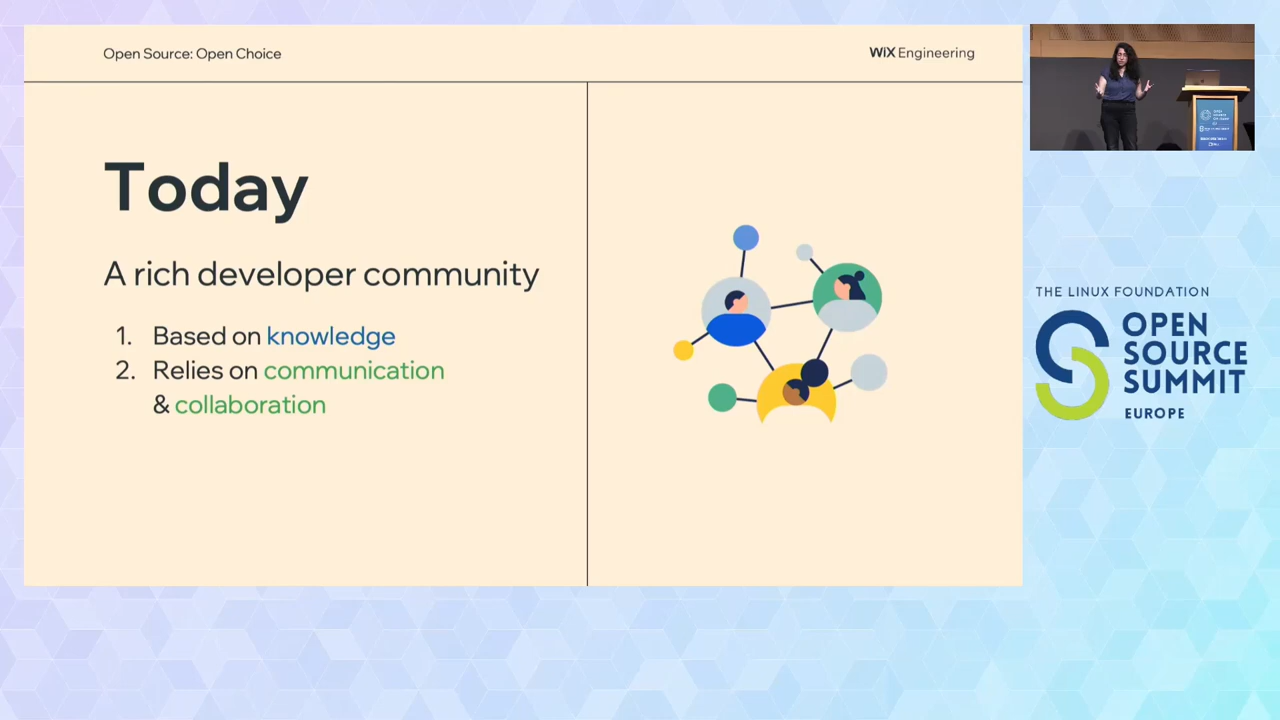 Open Source: Open Choice
WiX Engineering
Today
A rich developer community
1. Based on knowledge
2. Relies on communication
& collaboration
THE LINUX FOUNDATION
OPEN
SOURCE
SUMMIT
EUROPE